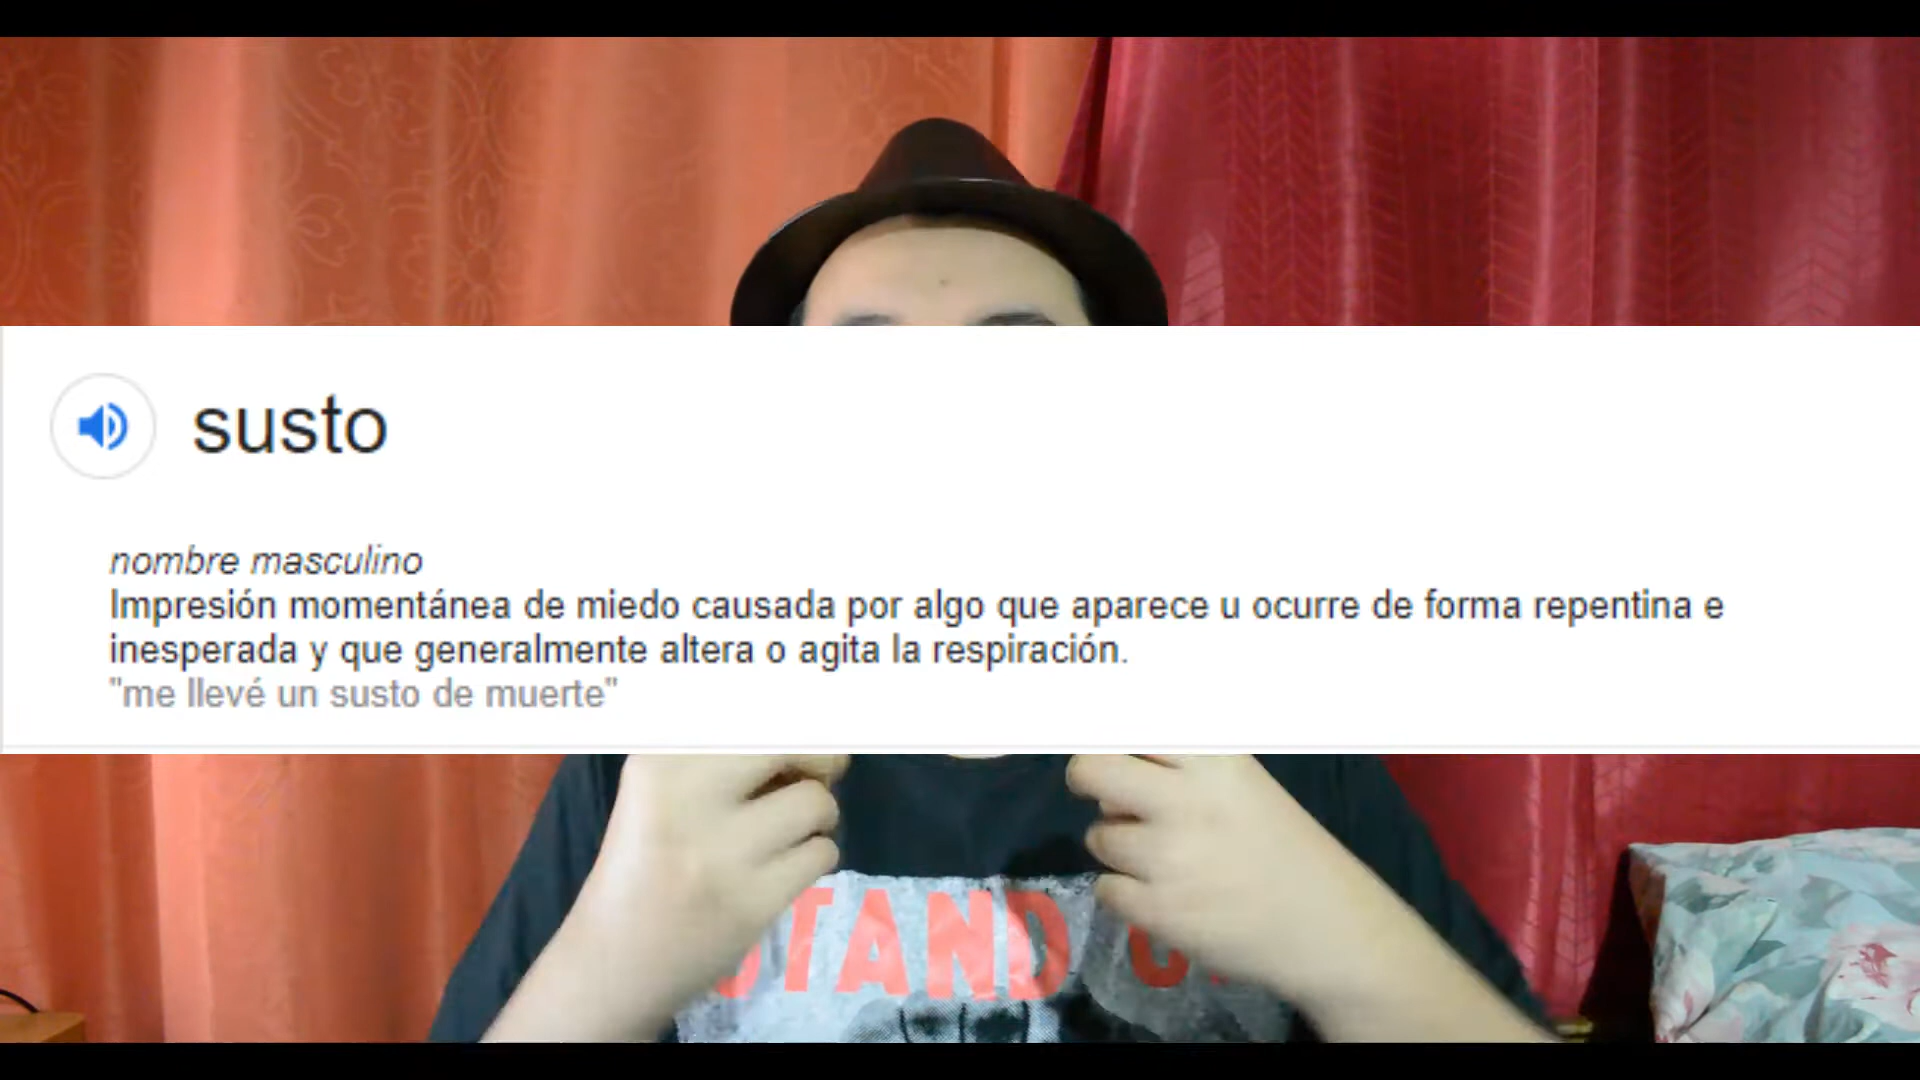 susto
nombre masculino
Impresión momentánea de miedo causada por algo que aparece u ocurre de forma repentina e
inesperada y que generalmente altera o agita la respiración.
"me llevé un susto de muerte"
STAND